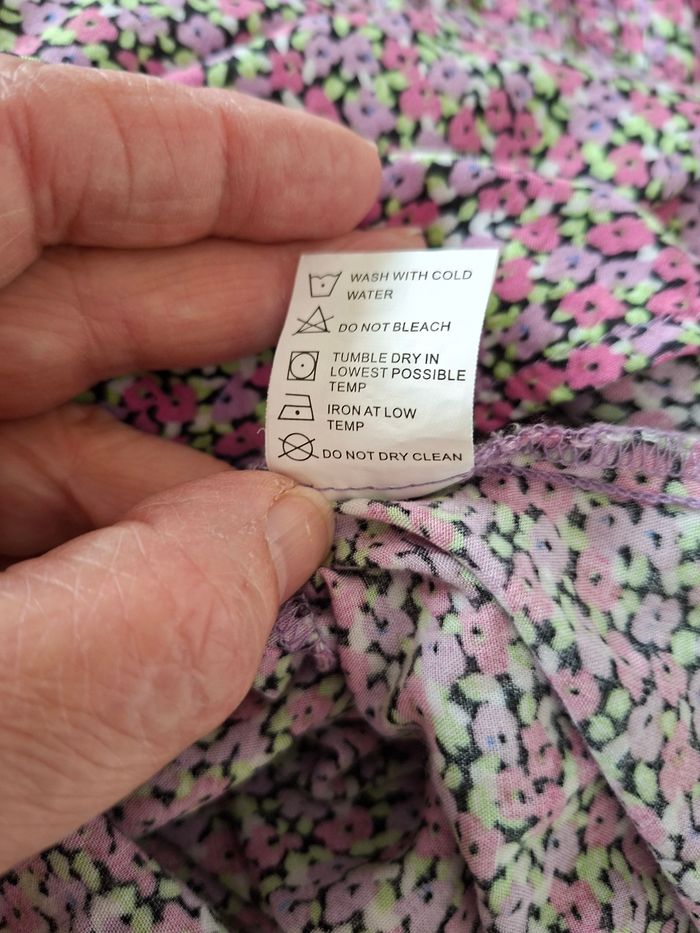 WASH WITH COLD
WATER
DO NOT BLEACH
TUMBLE DRY IN
LOWEST POSSIBLE
TEMP
IRON AT LOW
TEMP
DO NOT DRY CLEAN